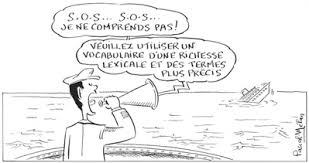 S.O.S... S.O.S...
JE NE COMPRENDS PAS !
VEUILLEZ UTILISER UN
VOCABULAIRE D'UNE RICHESSE
LEXICALE ET DES TERMES
PLUS PRÉCIS